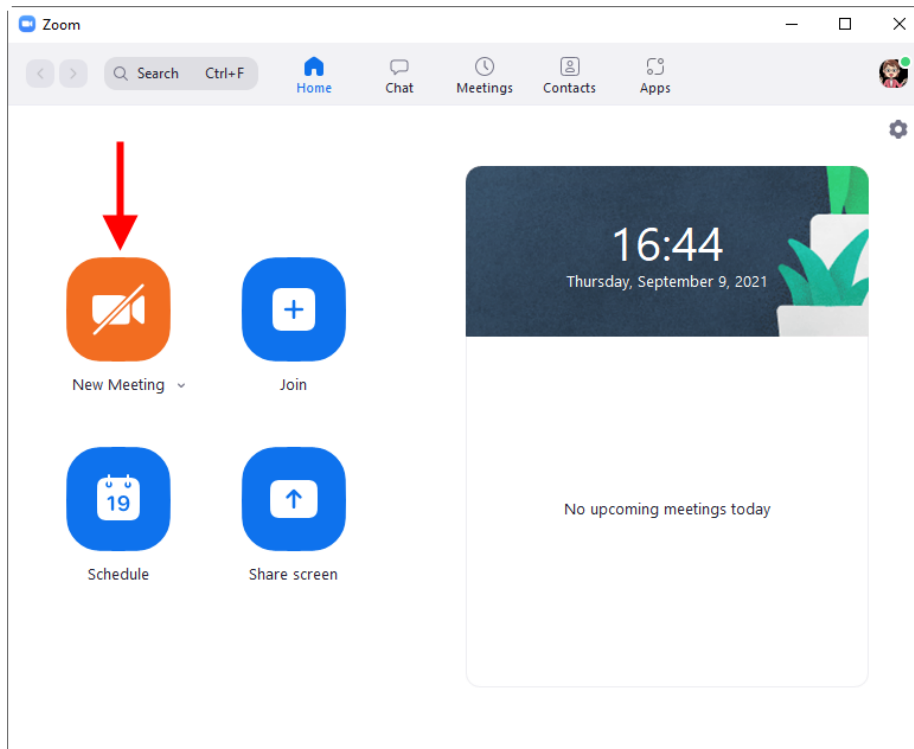 Zoom
Search Ctrl+F
Home
Chat
Meetings
Contacts
Apps
16:44
Thursday, September 9, 2021
New Meeting
Join
19
Schedule
Share screen
No upcoming meetings today